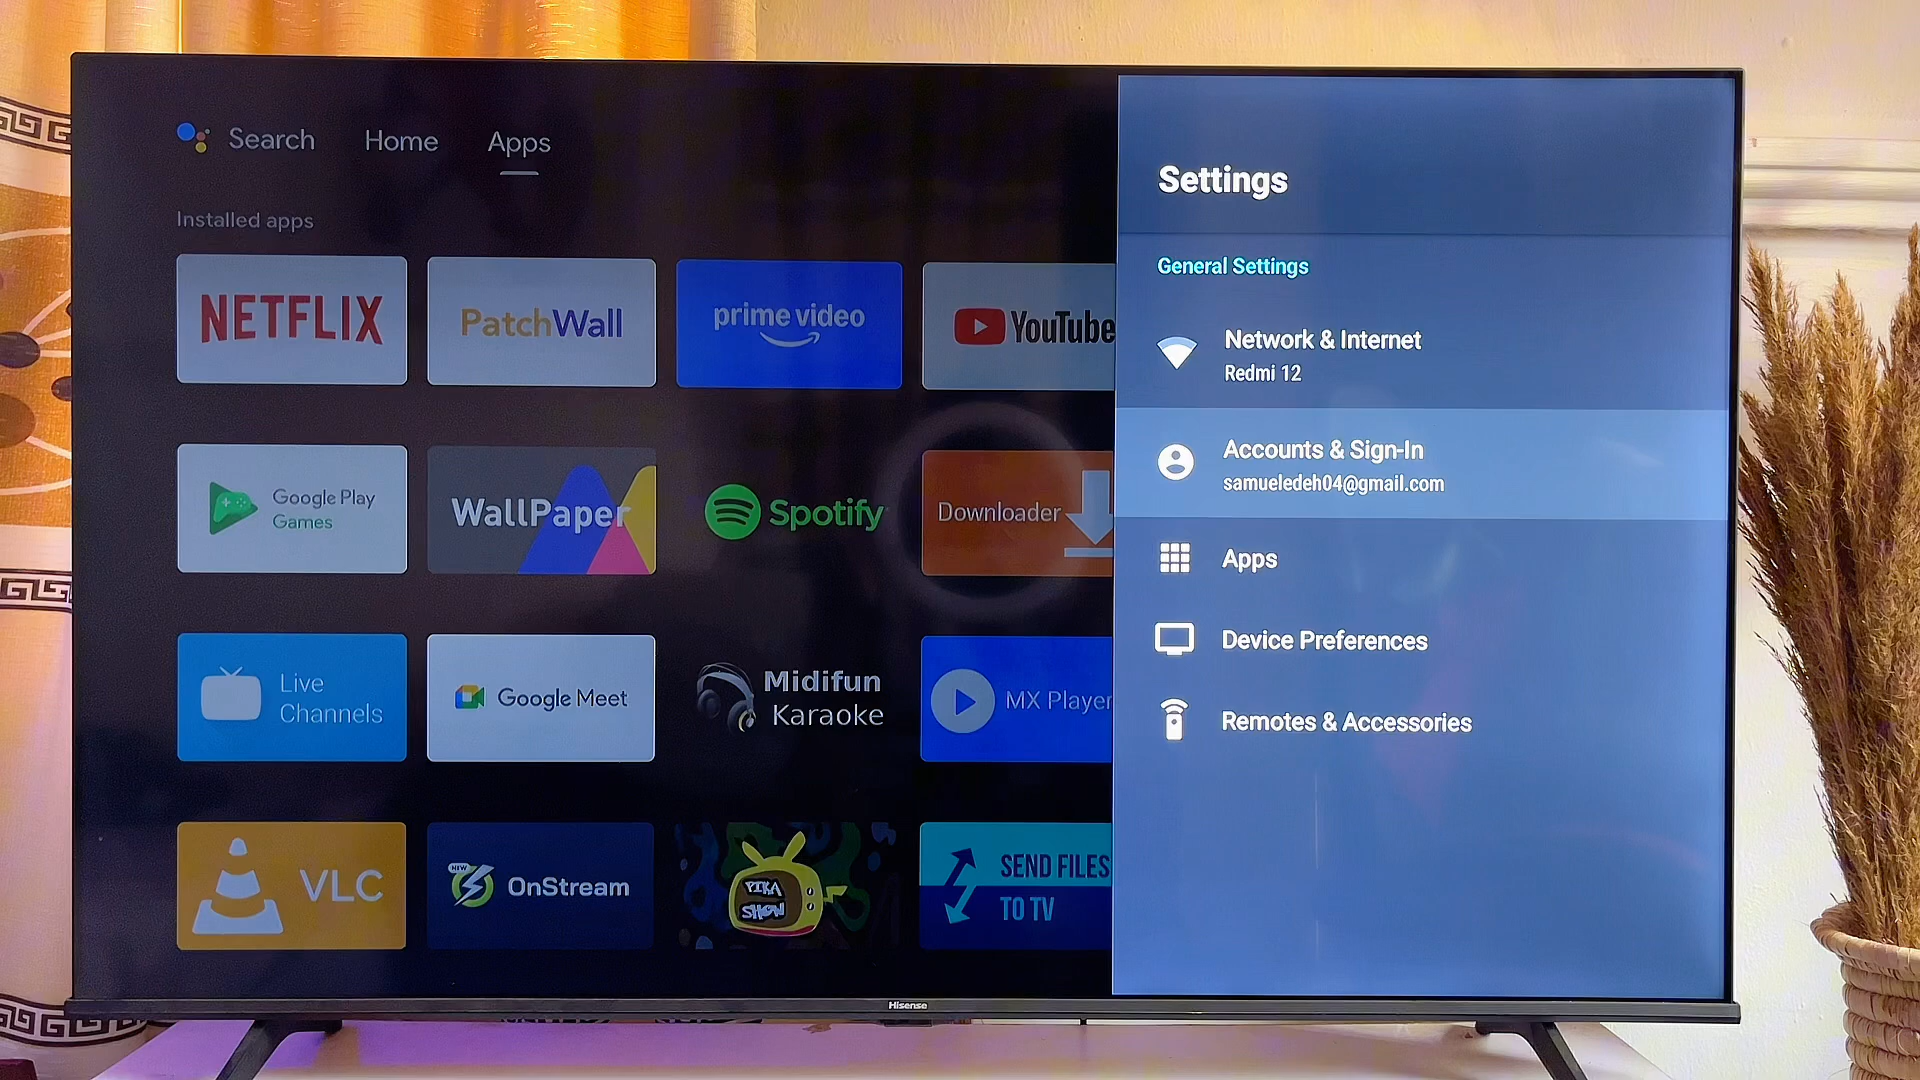 Search
Home
Apps
Installed apps
NETFLIX
PatchWall
prime video
YouTube
Google Play
Games
WallPaper
Spotify
Downloader
Live
Channels
Google Meet
Midifun
Karaoke
MX Player
VLC
NEW
OnStream
PIKA
SHOW
SEND FILES
TO TV
Settings
General Settings
Network & Internet
Redmi 12
Accounts & Sign-In
samueledeh04@gmail.com
Apps
Device Preferences
Remotes & Accessories
Hisense